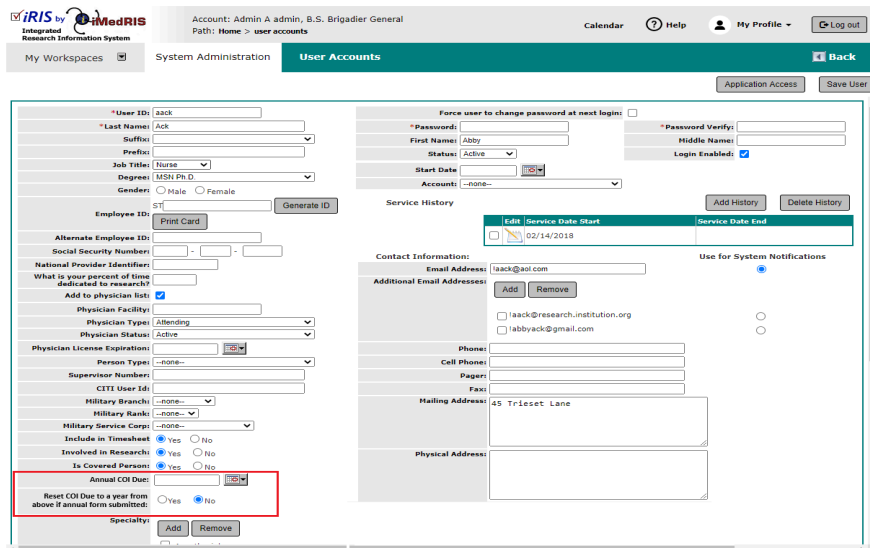 iRIS by iMedRIS
Integrated
Research Information System
Account: Admin A admin, B.S. Brigadier General
Path: Home > user accounts
Calendar
? Help
My Profile
Log out
My Workspaces
System Administration
User Accounts
Back
Application Access
Save User
*User ID: aack
*Last Name: Ack
Suffix:
Prefix:
Job Title: Nurse
Degree: MSN Ph.D.
Gender: Male Female
Employee ID: ST Generate ID
Print Card
Alternate Employee ID:
Social Security Number: - -
National Provider Identifier:
What is your percent of time
dedicated to research?
Add to physician list:
Physician Facility:
Physician Type: Attending
Physician Status: Active
Physician License Expiration:
Person Type: --none--
Supervisor Number:
CITI User Id:
Military Branch: --none--
Military Rank: --none--
Military Service Corp: --none--
Include in Timesheet Yes No
Involved in Research: Yes No
Is Covered Person: Yes No
Annual COI Due:
Reset COI Due to a year from
above if annual form submitted: Yes No
Specialty:
Add Remove
Force user to change password at next login:
*Password: *Password Verify:
First Name: Abby Middle Name:
Status: Active Login Enabled:
Start Date
Account: --none--
Service History Add History Delete History
Edit Service Date Start Service Date End
02/14/2018
Contact Information: Use for System Notifications
Email Address: !aack@aol.com
Additional Email Addresses:
Add Remove
!aack@research.institution.org
!abbyack@gmail.com
Phone:
Cell Phone:
Pager:
Fax:
Mailing Address: 45 Trieset Lane
Physical Address: